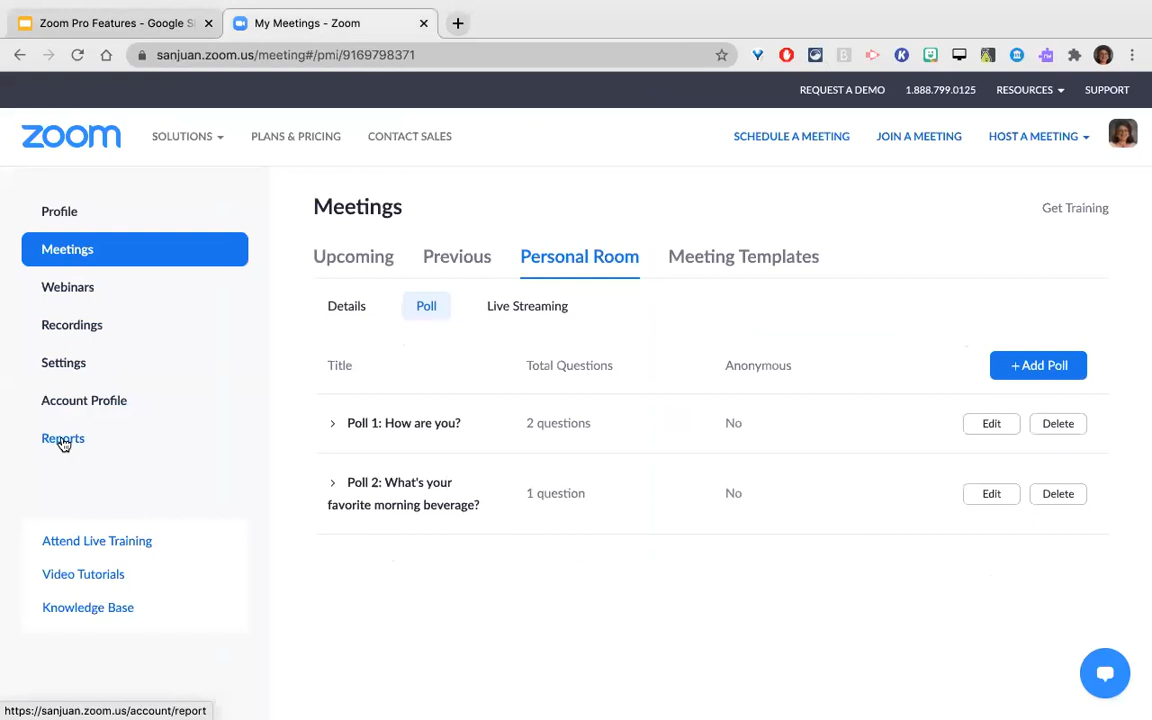 Zoom Pro Features - Google S
My Meetings - Zoom
sanjuan.zoom.us/meeting#/pmi/9169798371
REQUEST A DEMO
1.888.799.0125
RESOURCES
SUPPORT
zoom
SOLUTIONS
PLANS & PRICING
CONTACT SALES
SCHEDULE A MEETING
JOIN A MEETING
HOST A MEETING
Profile
Meetings
Webinars
Recordings
Settings
Account Profile
Reports
Attend Live Training
Video Tutorials
Knowledge Base
Meetings
Get Training
Upcoming
Previous
Personal Room
Meeting Templates
Details
Poll
Live Streaming
Title
Total Questions
Anonymous
+ Add Poll
Poll 1: How are you?
2 questions
No
Edit
Delete
Poll 2: What's your
favorite morning beverage?
1 question
No
Edit
Delete
https://sanjuan.zoom.us/account/report